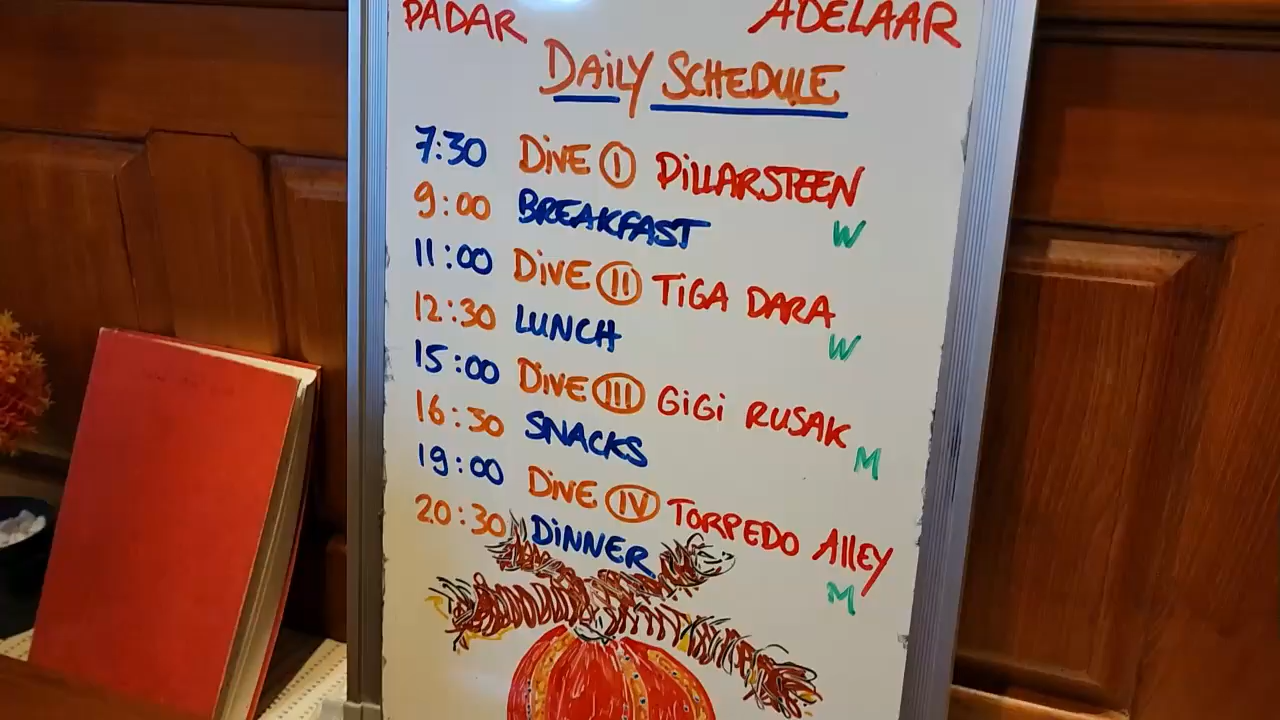 PADAR ADELAAR
DAILY SCHEDULE
7:30 DIVE I PILLARSTEEN
W
9:00 BREAKFAST
11:00 DIVE II TIGA DARA
W
12:30 LUNCH
15:00 DIVE III GIGI RUSAK
M
16:30 SNACKS
19:00 DIVE IV TORPEDO ALLEY
M
20:30 DINNER